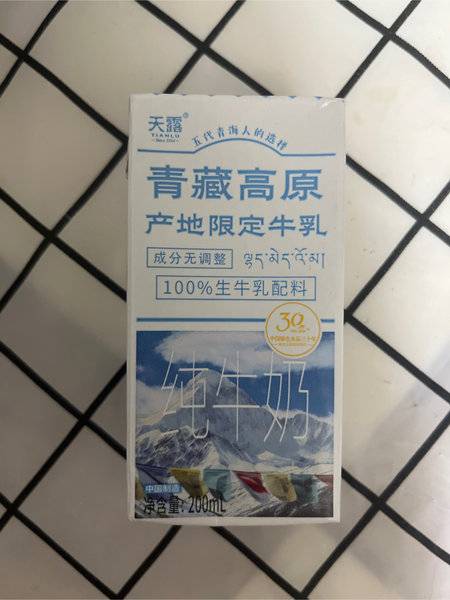 天露
TIANLU
五代青海人的选择
青藏高原
产地限定牛乳
成分无调整
ལྷད་མེད་འོ་མ།
100%生牛乳配料
30
纯牛奶
中国制造
净含量:200mL